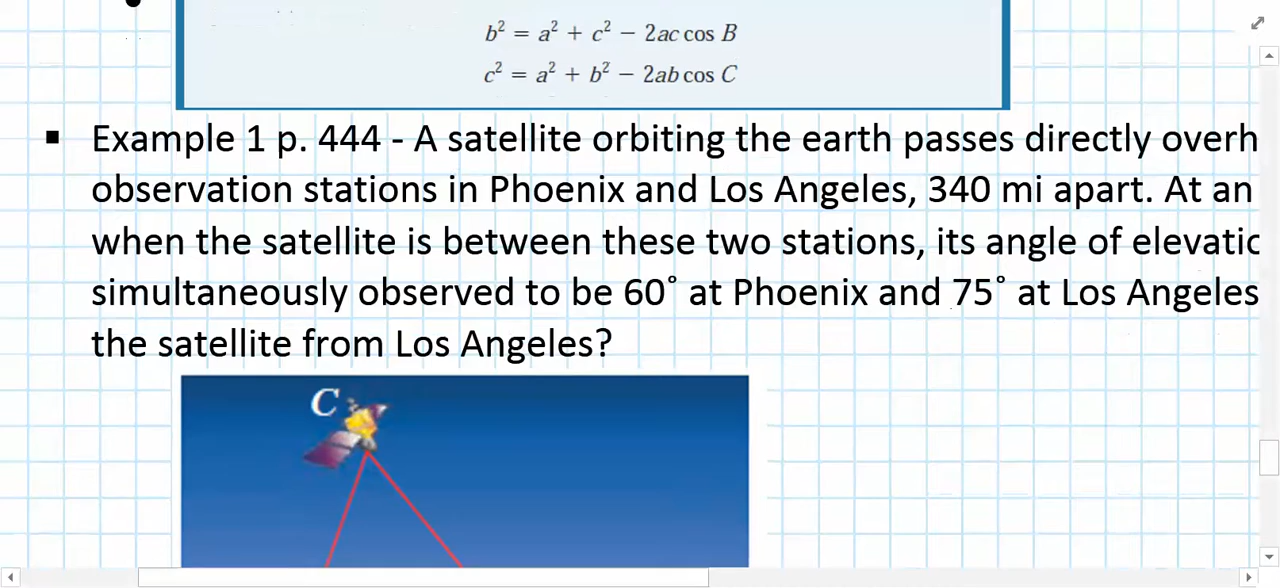 b² = a² + c² − 2ac cos B
c² = a² + b² − 2ab cos C
▪ Example 1 p. 444 - A satellite orbiting the earth passes directly
observation stations in Phoenix and Los Angeles, 340 mi apart. At an
when the satellite is between these two stations, its angle of
simultaneously observed to be 60° at Phoenix and 75° at Los Angeles
the satellite from Los Angeles?
C